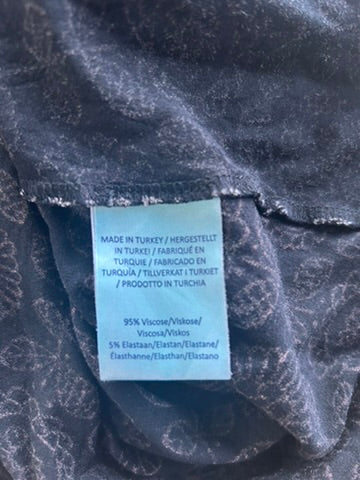 MADE IN TURKEY / HERGESTELLT
IN TURKEI / FABRIQUÉ EN
TURQUIE / FABRICADO EN
TURQUÍA / TILLVERKAT I TURKIET
/ PRODOTTO IN TURCHIA
95% Viscose/Viskose/
Viscosa/Viskos
5% Elastaan/Elastan/Elastane/
Élasthanne/Elasthan/Elastano